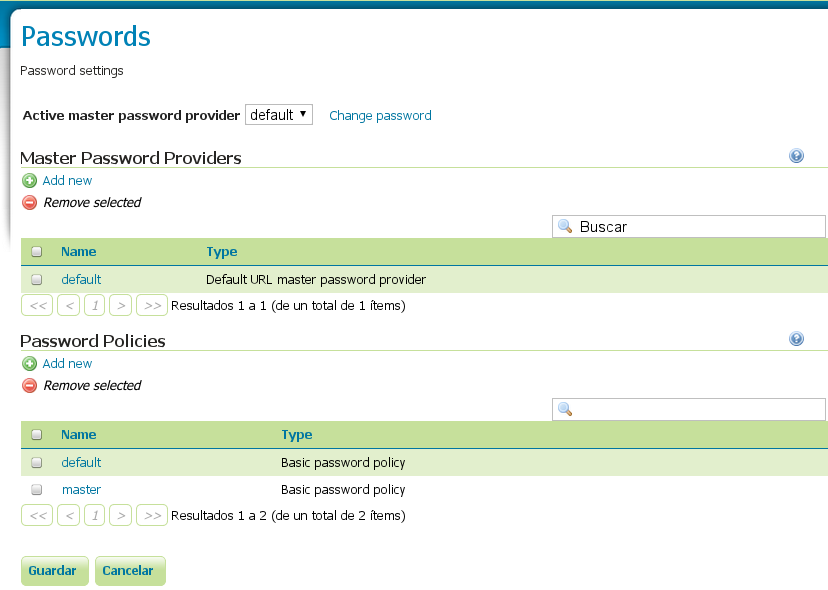 Passwords
Password settings
Active master password provider default ▼ Change password
Master Password Providers
Add new
Remove selected
Buscar
Name Type
default Default URL master password provider
<< < 1 > >> Resultados 1 a 1 (de un total de 1 ítems)
Password Policies
Add new
Remove selected
Name Type
default Basic password policy
master Basic password policy
<< < 1 > >> Resultados 1 a 2 (de un total de 2 ítems)
Guardar Cancelar